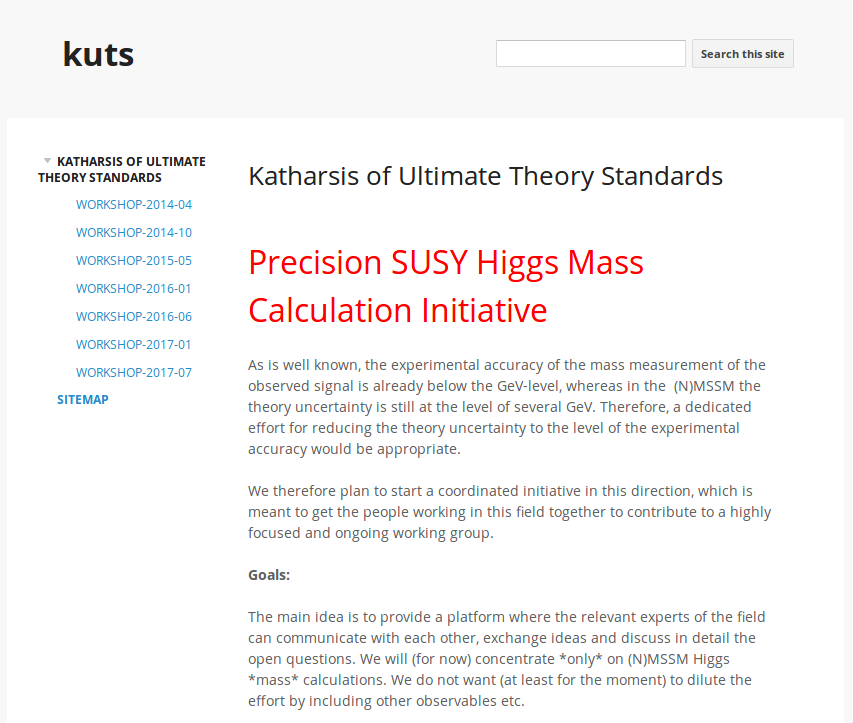 kuts
Search this site
KATHARSIS OF ULTIMATE
THEORY STANDARDS
WORKSHOP-2014-04
WORKSHOP-2014-10
WORKSHOP-2015-05
WORKSHOP-2016-01
WORKSHOP-2016-06
WORKSHOP-2017-01
WORKSHOP-2017-07
SITEMAP
Katharsis of Ultimate Theory Standards
Precision SUSY Higgs Mass
Calculation Initiative
As is well known, the experimental accuracy of the mass measurement of the
observed signal is already below the GeV-level, whereas in the  (N)MSSM the
theory uncertainty is still at the level of several GeV. Therefore, a dedicated
effort for reducing the theory uncertainty to the level of the experimental
accuracy would be appropriate.
We therefore plan to start a coordinated initiative in this direction, which is
meant to get the people working in this field together to contribute to a highly
focused and ongoing working group.
Goals:
The main idea is to provide a platform where the relevant experts of the field
can communicate with each other, exchange ideas and discuss in detail the
open questions. We will (for now) concentrate *only* on (N)MSSM Higgs
*mass* calculations. We do not want (at least for the moment) to dilute the
effort by including other observables etc.